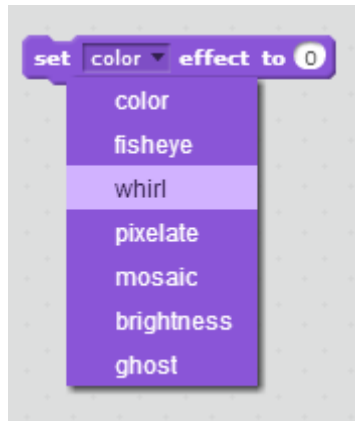 set color effect to 0
color
fisheye
whirl
pixelate
mosaic
brightness
ghost